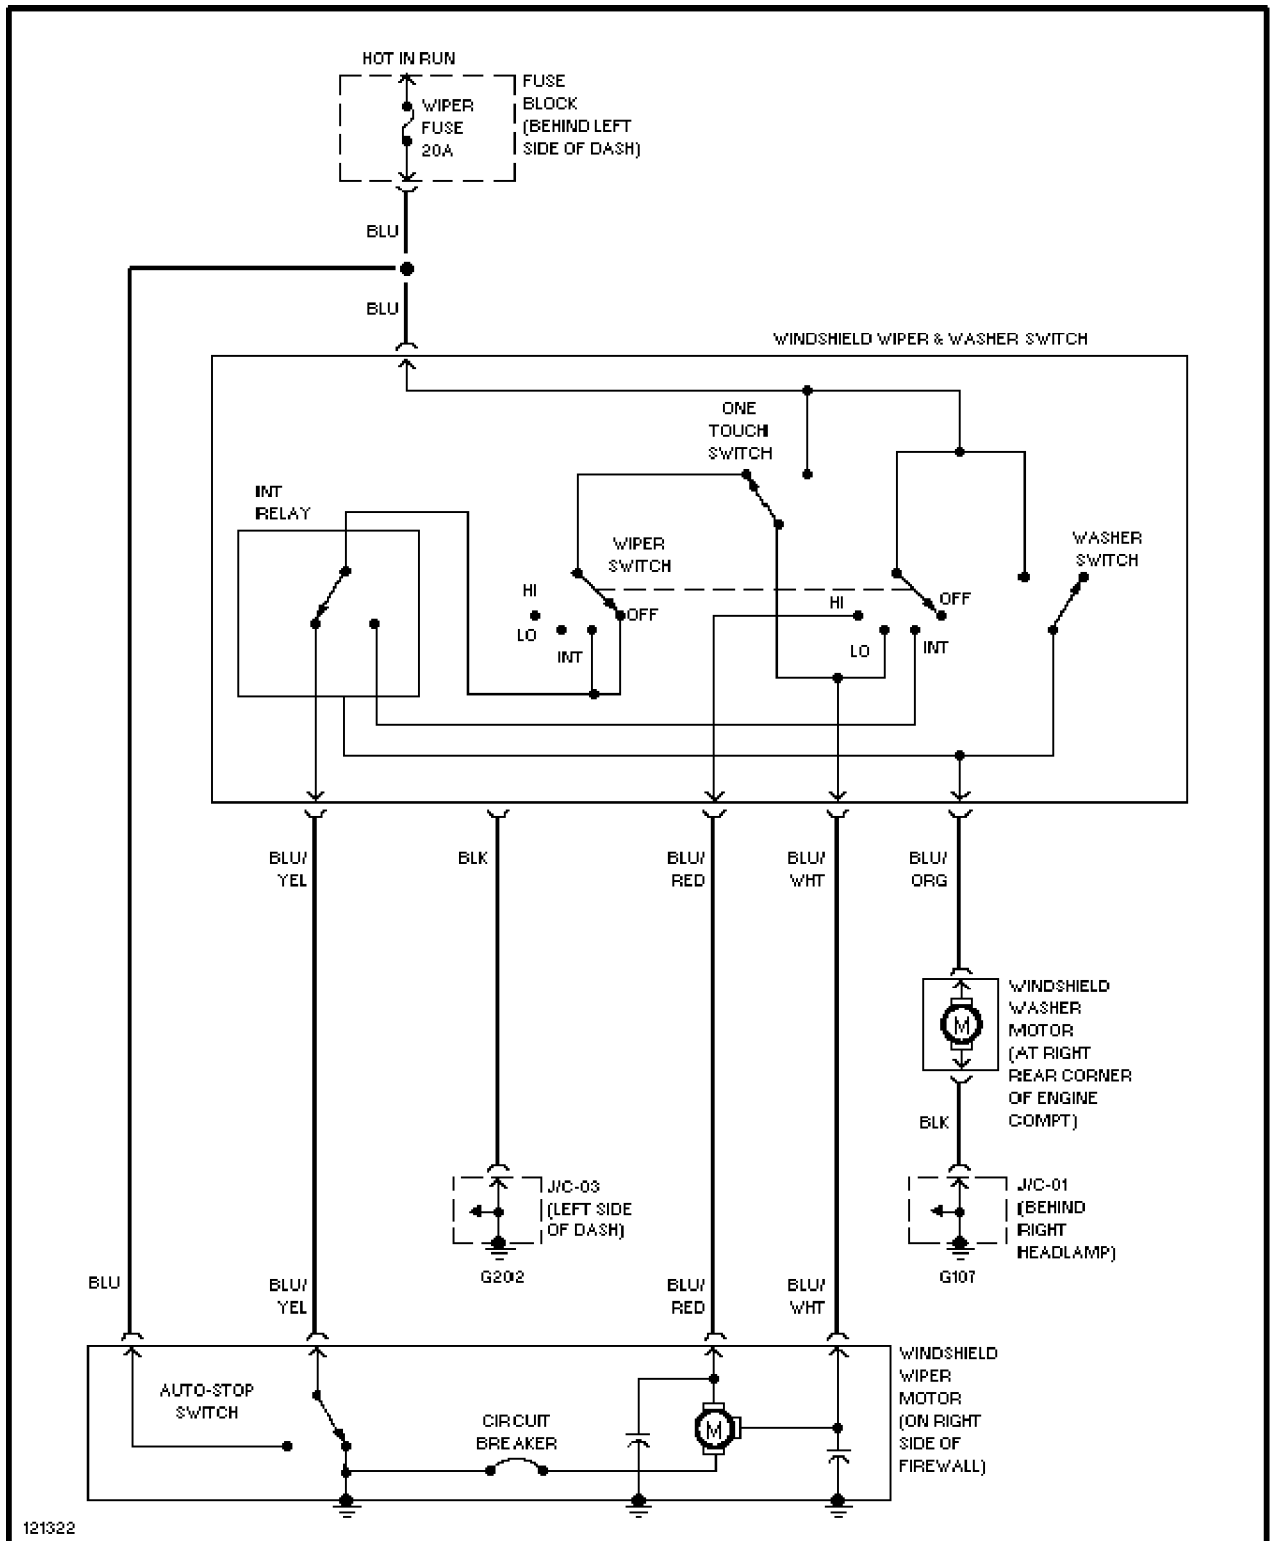 HOT IN RUN
WIPER
FUSE
20A
FUSE
BLOCK
(BEHIND LEFT
SIDE OF DASH)
BLU
BLU
WINDSHIELD WIPER & WASHER SWITCH
ONE
TOUCH
SWITCH
INT
RELAY
WIPER
SWITCH
WASHER
SWITCH
HI
LO
INT
OFF
HI
LO
INT
OFF
BLU/
YEL
BLK
BLU/
RED
BLU/
WHT
BLU/
ORG
M
WINDSHIELD
WASHER
MOTOR
(AT RIGHT
REAR CORNER
OF ENGINE
COMPT)
BLK
J/C-03
(LEFT SIDE
OF DASH)
G202
J/C-01
(BEHIND
RIGHT
HEADLAMP)
G107
BLU
BLU/
YEL
BLU/
RED
BLU/
WHT
AUTO-STOP
SWITCH
CIRCUIT
BREAKER
M
WINDSHIELD
WIPER
MOTOR
(ON RIGHT
SIDE OF
FIREWALL)
121322